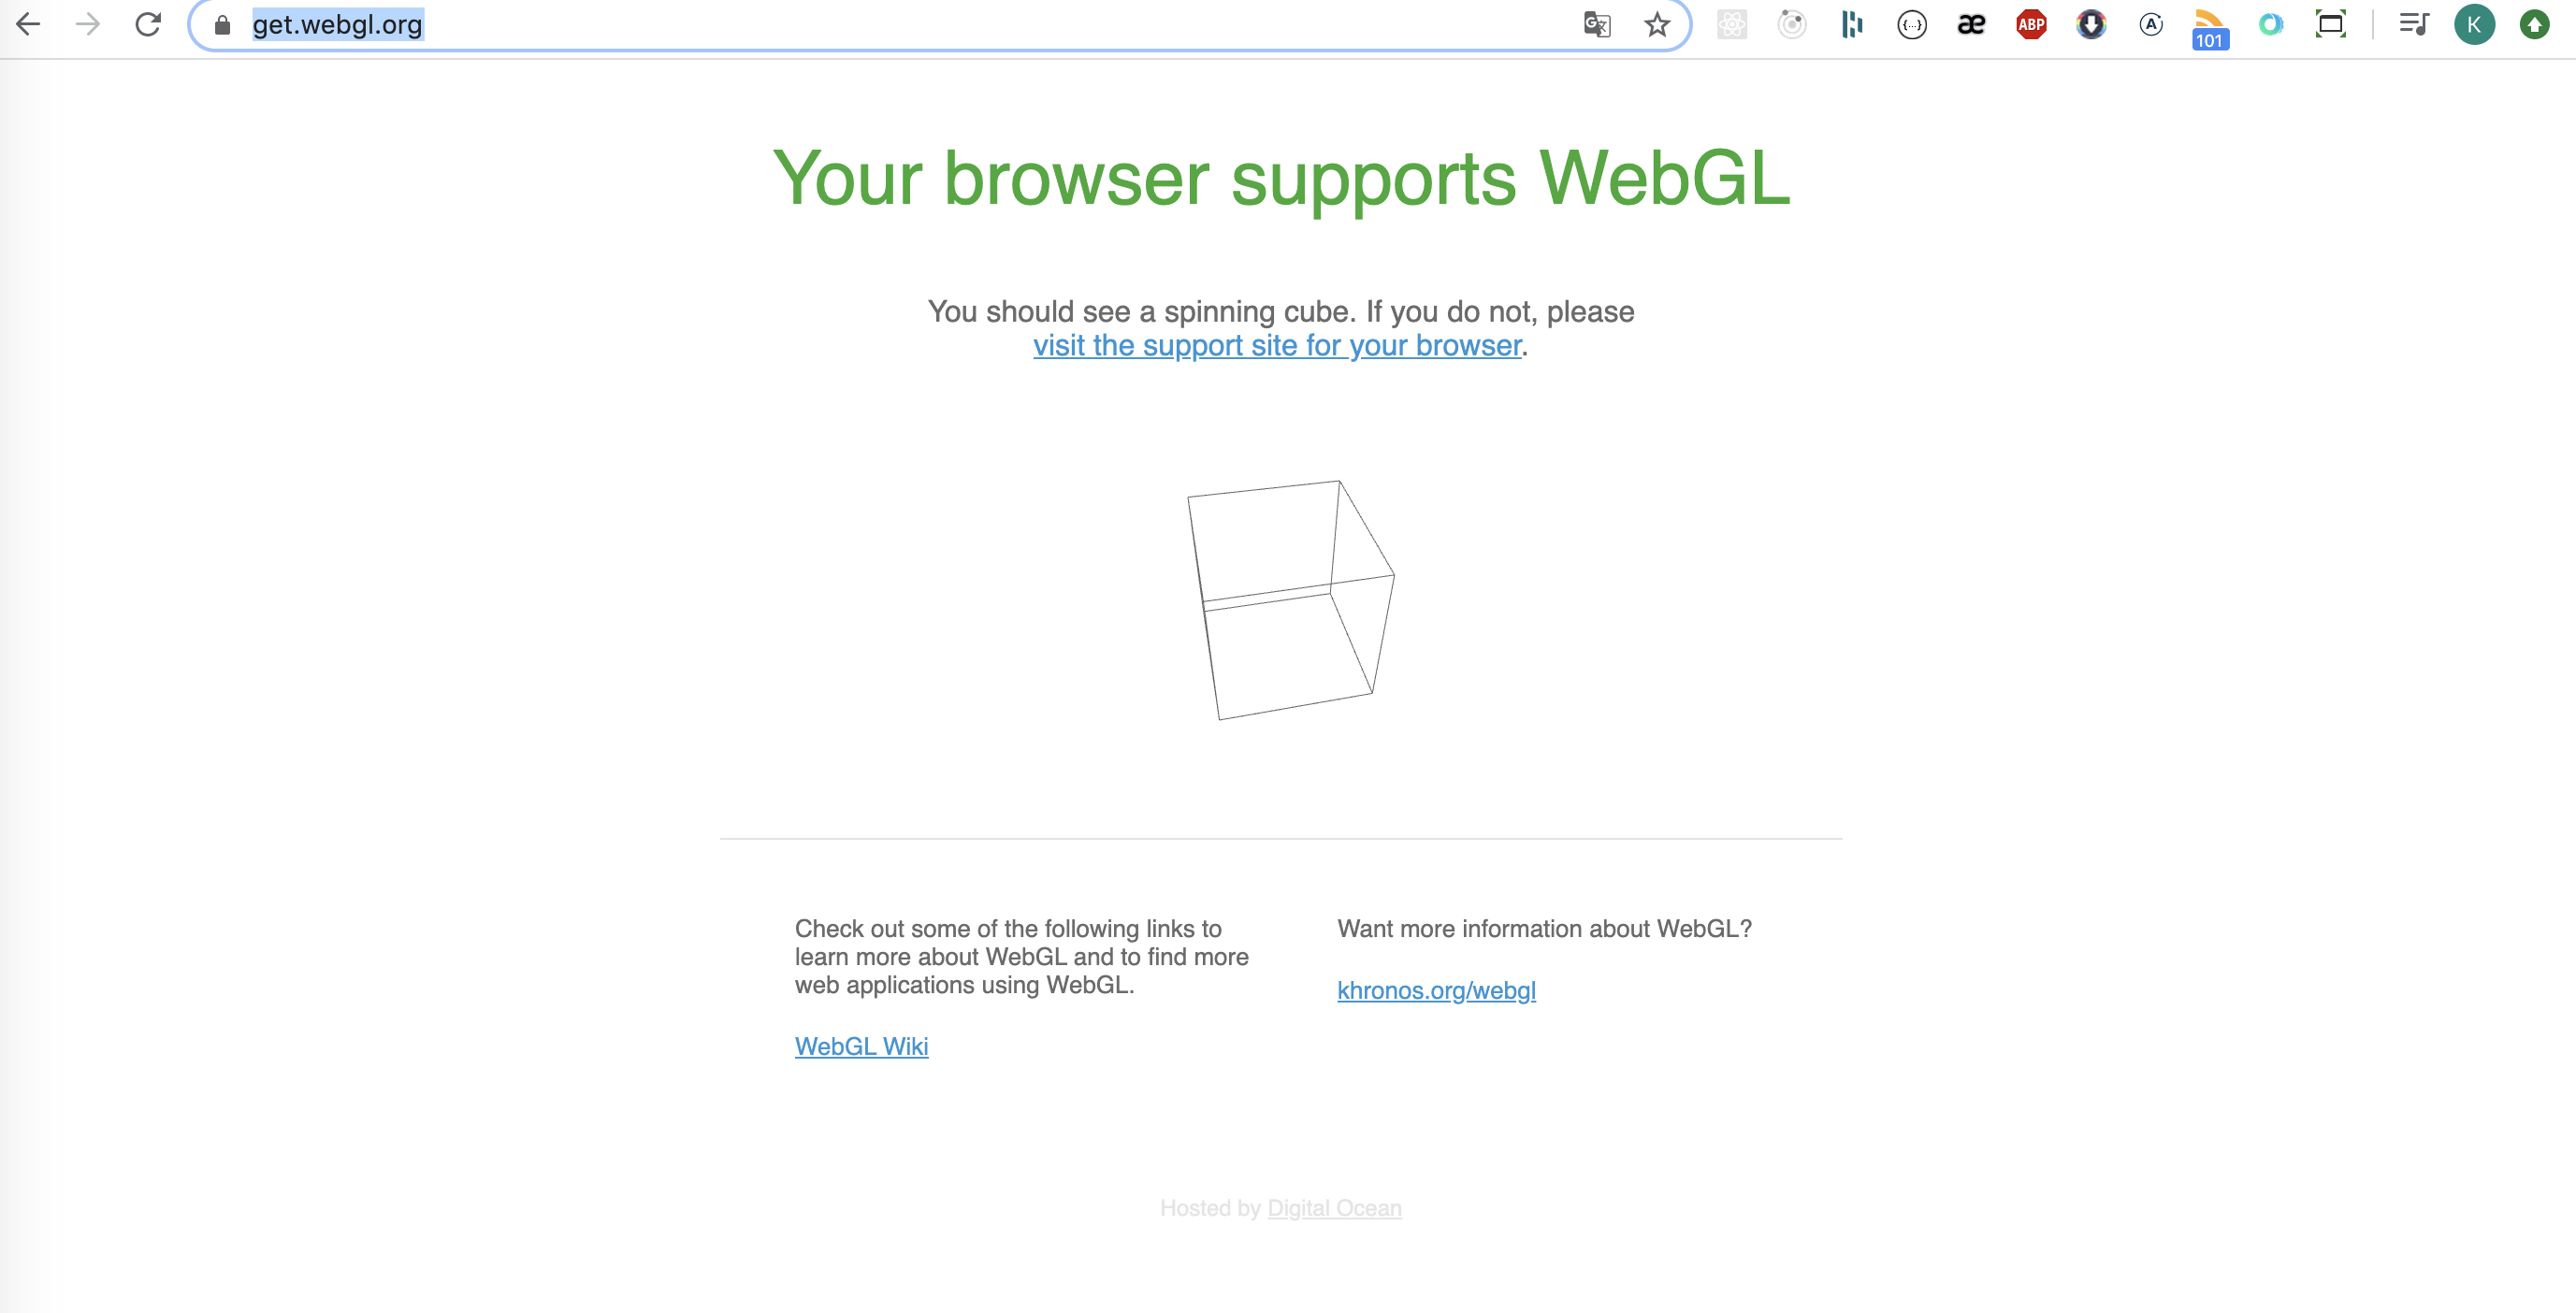 get.webgl.org
ABP
A
101
K
Your browser supports WebGL
You should see a spinning cube. If you do not, please
visit the support site for your browser.
Check out some of the following links to
learn more about WebGL and to find more
web applications using WebGL.
WebGL Wiki
Want more information about WebGL?
khronos.org/webgl
Hosted by Digital Ocean